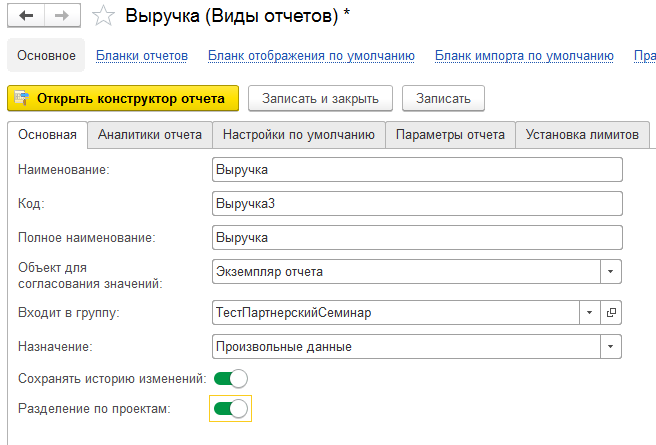 Выручка (Виды отчетов) *
Основное Бланки отчетов Бланк отображения по умолчанию Бланк импорта по умолчанию Пра
Открыть конструктор отчета Записать и закрыть Записать
Основная Аналитики отчета Настройки по умолчанию Параметры отчета Установка лимитов
Наименование: Выручка
Код: Выручка3
Полное наименование: Выручка
Объект для
согласования значений: Экземпляр отчета
Входит в группу: ТестПартнерскийСеминар
Назначение: Произвольные данные
Сохранять историю изменений:
Разделение по проектам: